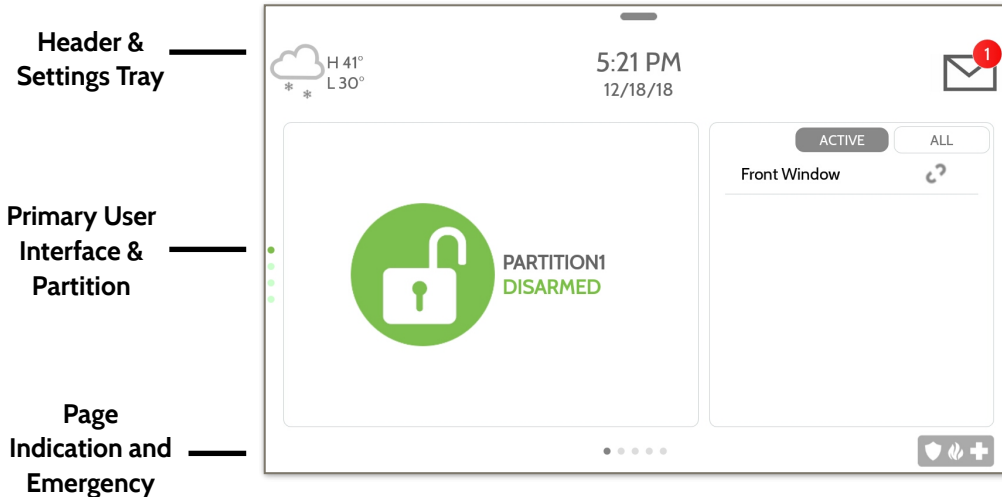 Header &
Settings Tray
H 41°
L 30°
5:21 PM
12/18/18
1
ACTIVE
ALL
Front Window
Primary User
Interface &
Partition
PARTITION1
DISARMED
Page
Indication and
Emergency